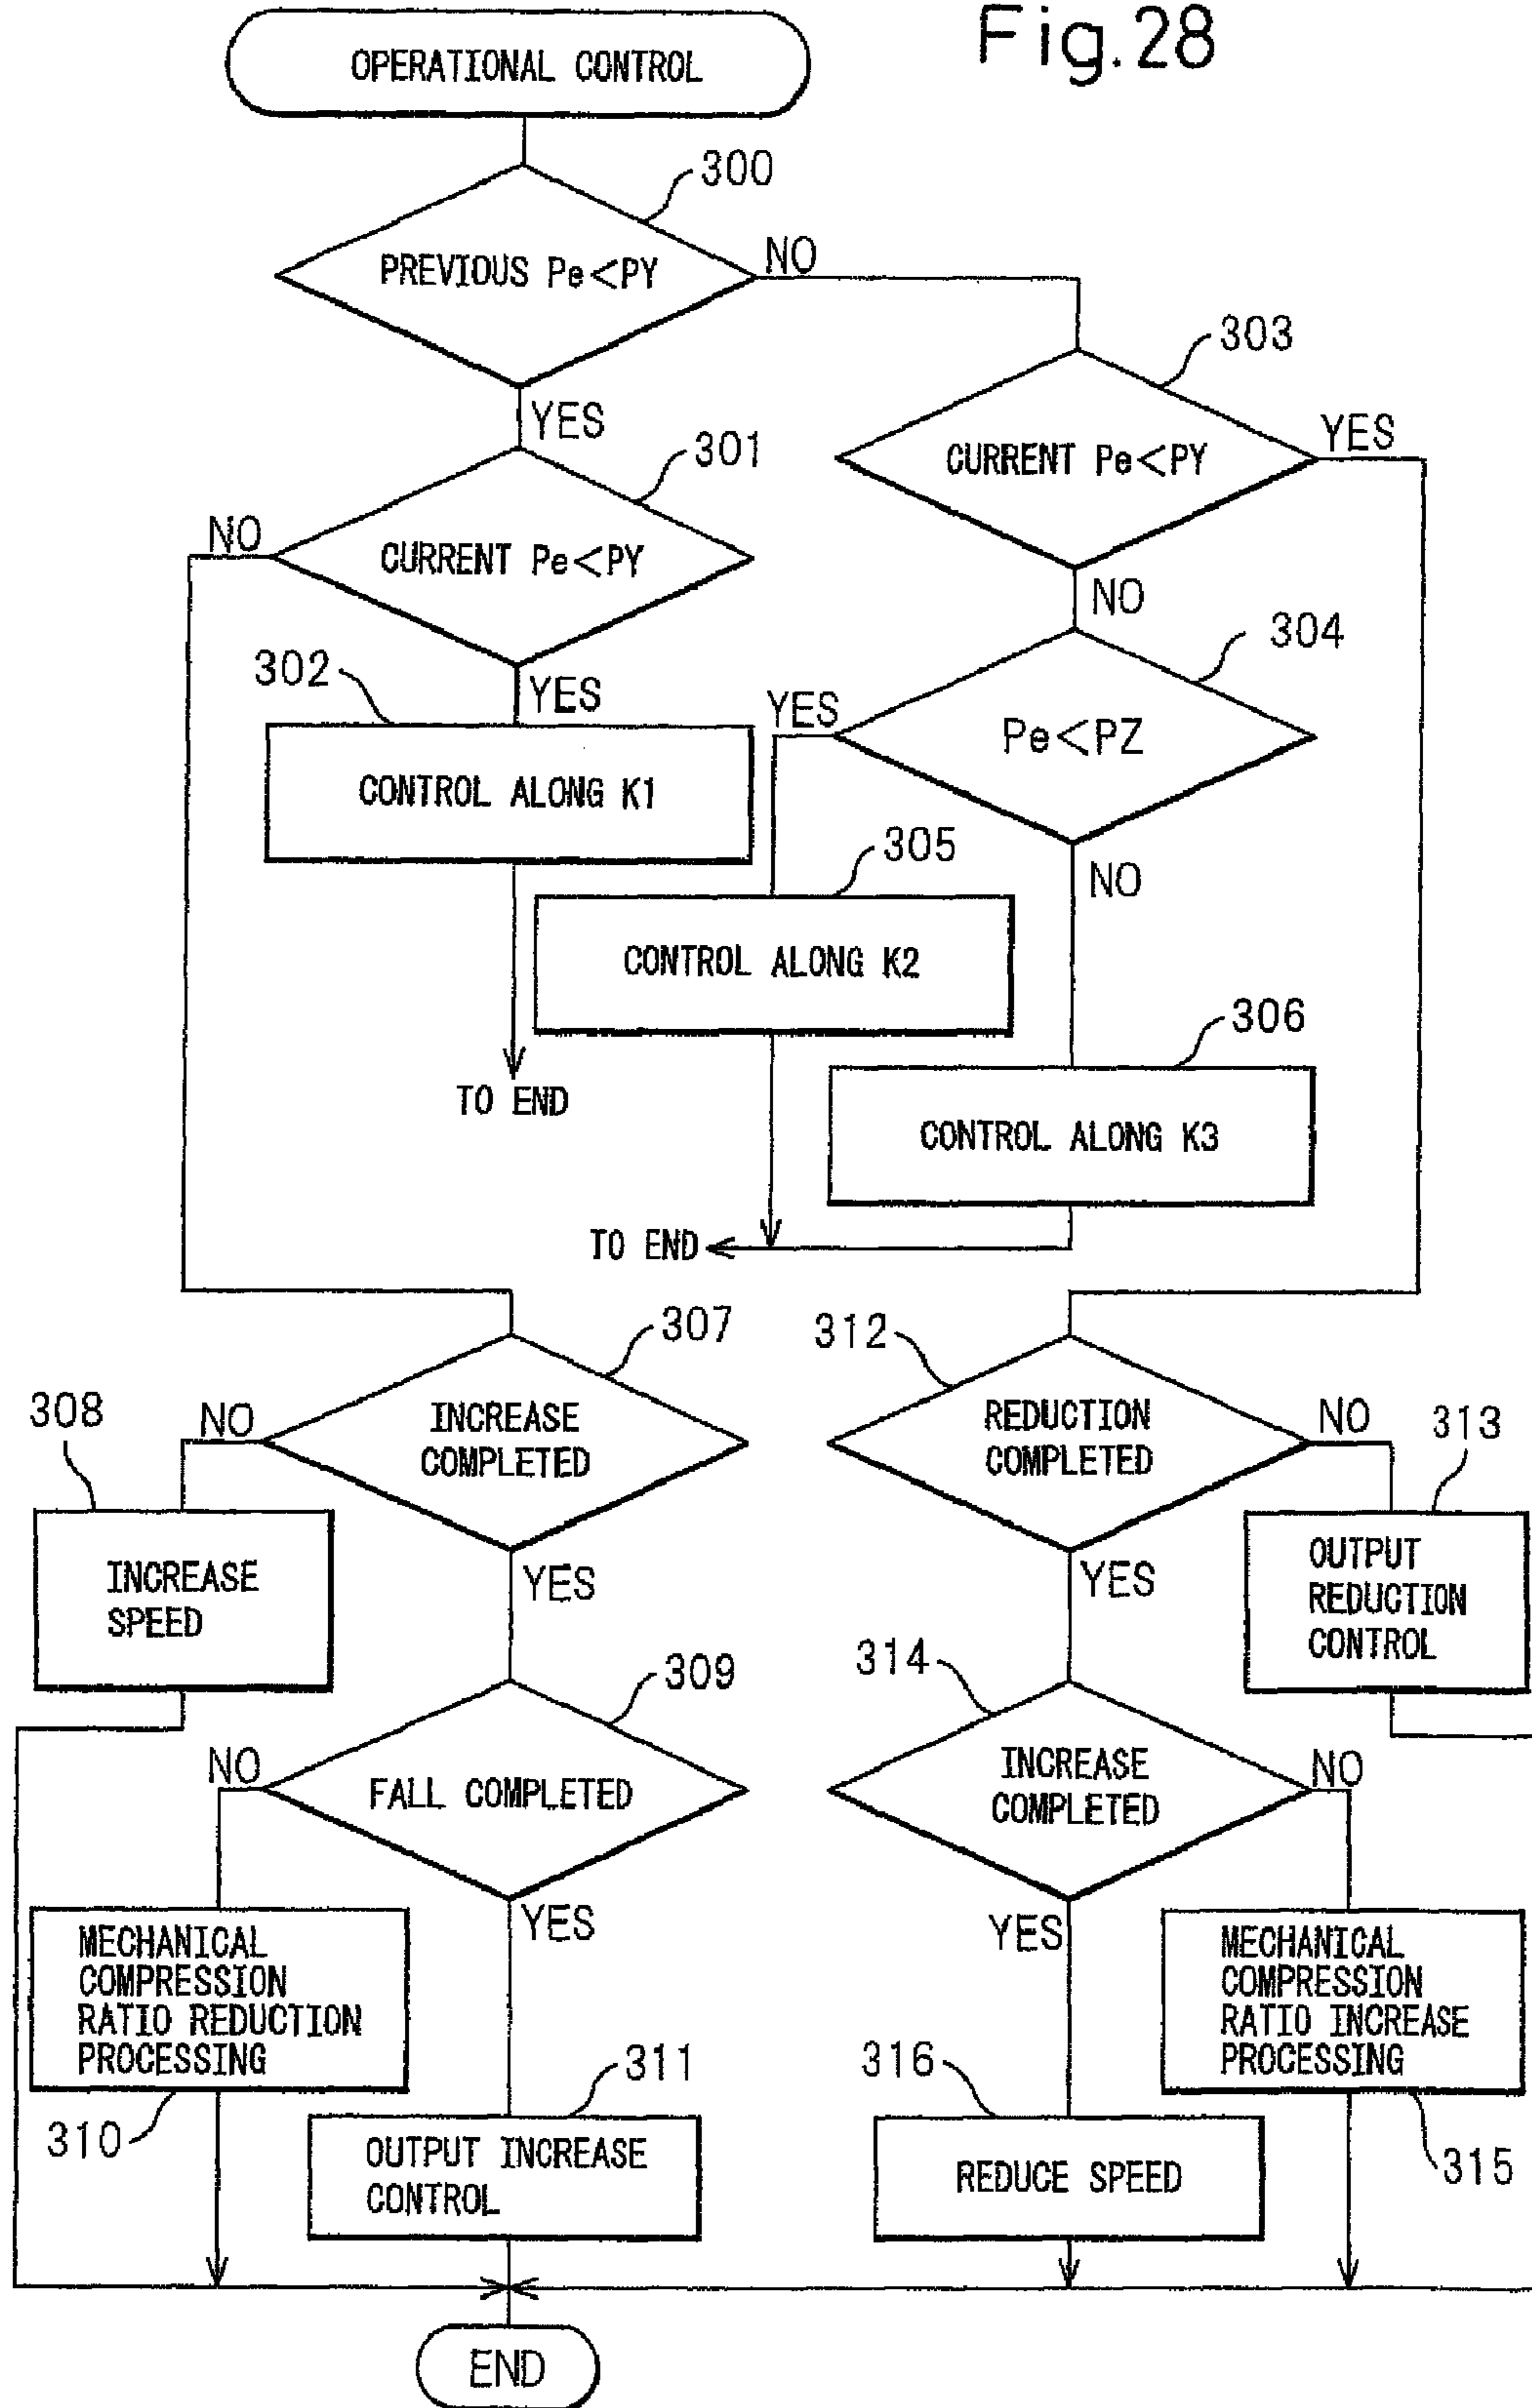 Fig.28
OPERATIONAL CONTROL
300
PREVIOUS Pe<PY
NO
YES
303
CURRENT Pe<PY
YES
NO
301
CURRENT Pe<PY
NO
YES
304
Pe<PZ
YES
NO
302
CONTROL ALONG K1
TO END
305
CONTROL ALONG K2
306
CONTROL ALONG K3
TO END
307
INCREASE
COMPLETED
NO
YES
308
INCREASE
SPEED
312
REDUCTION
COMPLETED
NO
YES
313
OUTPUT
REDUCTION
CONTROL
309
FALL COMPLETED
NO
YES
314
INCREASE
COMPLETED
NO
YES
MECHANICAL
COMPRESSION
RATIO REDUCTION
PROCESSING
310
311
OUTPUT INCREASE
CONTROL
316
REDUCE SPEED
MECHANICAL
COMPRESSION
RATIO INCREASE
PROCESSING
315
END